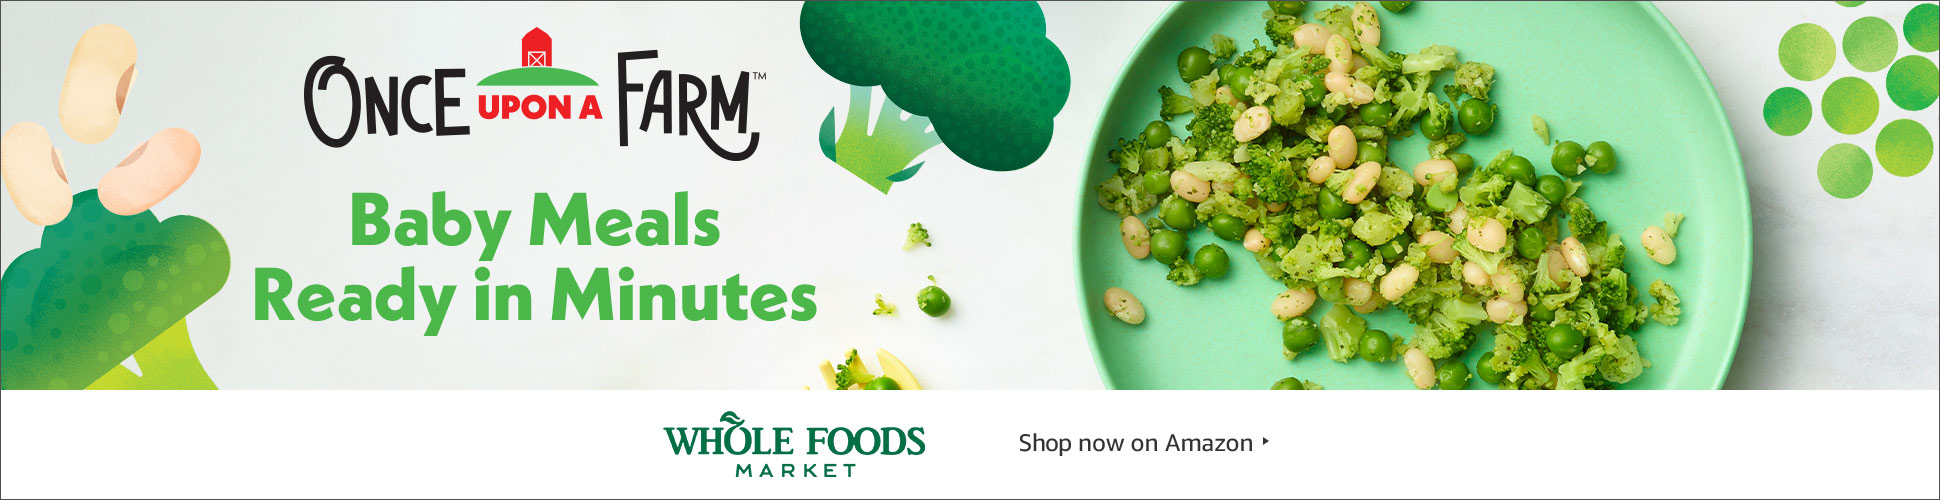 ONCE UPON A FARM™
Baby Meals
Ready in Minutes
WHOLE FOODS
MARKET
Shop now on Amazon